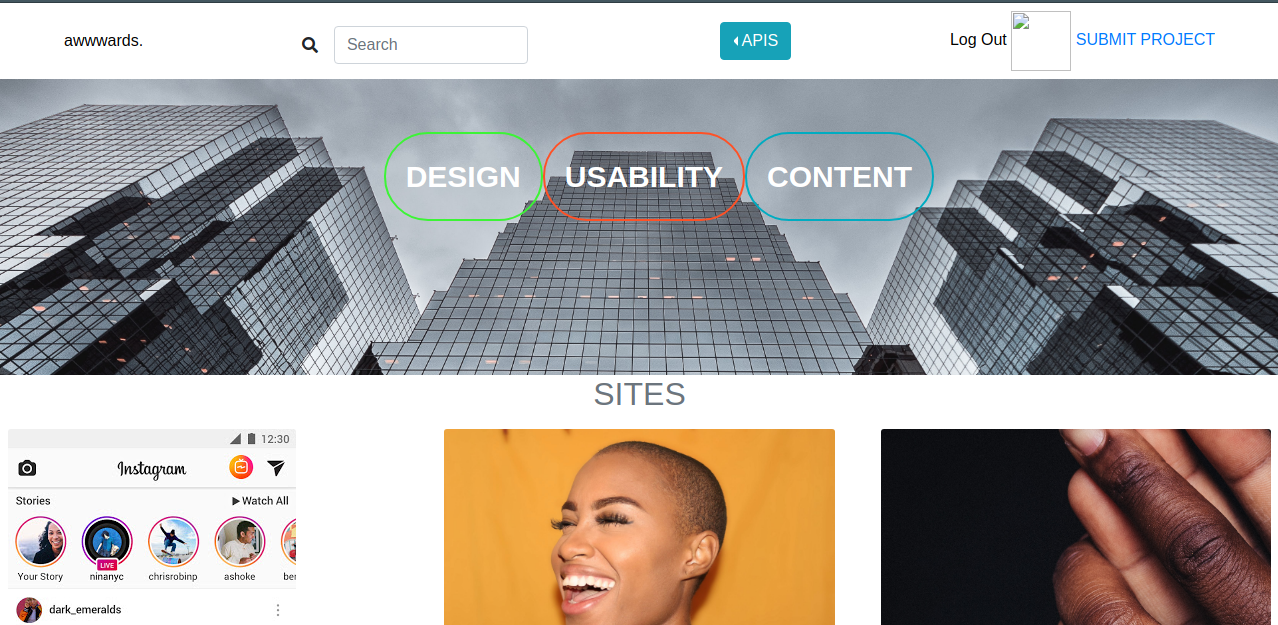 awwwards.
Search
APIS
Log Out
SUBMIT PROJECT
DESIGN
USABILITY
CONTENT
SITES
12:30
Instagram
Stories
Watch All
LIVE
Your Story
ninanyc
chrisrobinp
ashoke
dark_emeralds